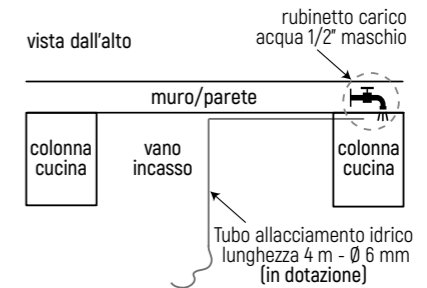 vista dall'alto
rubinetto carico
acqua 1/2" maschio
muro/parete
colonna
cucina
vano
incasso
colonna
cucina
Tubo allacciamento idrico
lunghezza 4 m - Ø 6 mm
(in dotazione)